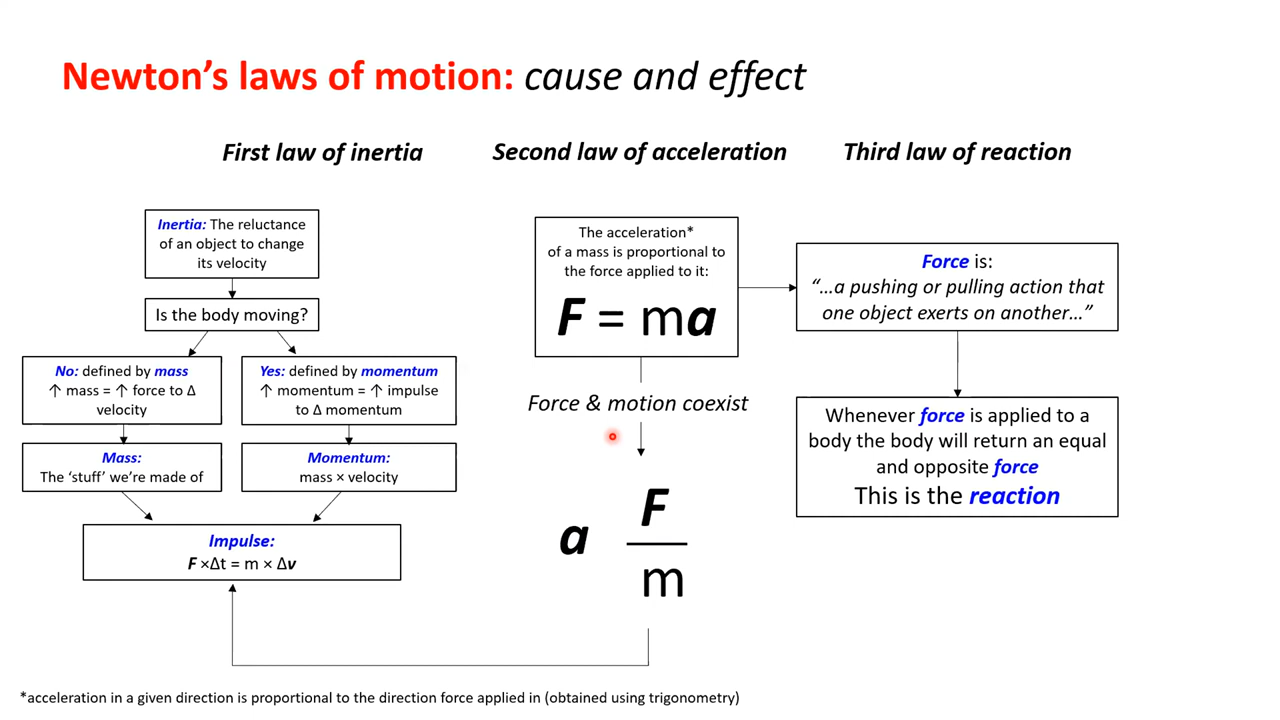 Newton's laws of motion: cause and effect
First law of inertia
Second law of acceleration
Third law of reaction
Inertia: The reluctance
of an object to change
its velocity
Is the body moving?
No: defined by mass
↑ mass = ↑ force to Δ
velocity
Yes: defined by momentum
↑ momentum = ↑ impulse
to Δ momentum
Mass:
The 'stuff' we're made of
Momentum:
mass × velocity
Impulse:
F ×Δt = m × Δv
The acceleration*
of a mass is proportional to
the force applied to it:
F = ma
Force & motion coexist
a
F
m
Force is:
"...a pushing or pulling action that
one object exerts on another..."
Whenever force is applied to a
body the body will return an equal
and opposite force
This is the reaction
*acceleration in a given direction is proportional to the direction force applied in (obtained using trigonometry)